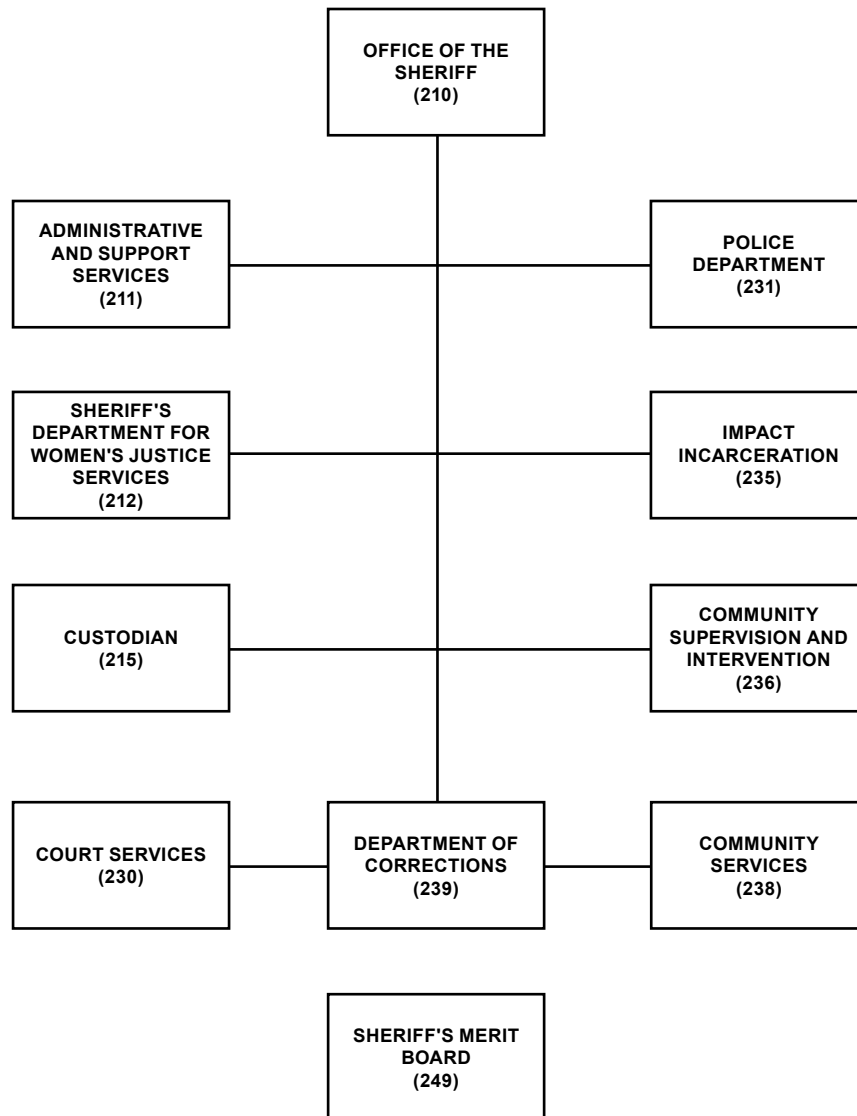 OFFICE OF THE
SHERIFF
(210)
ADMINISTRATIVE
AND SUPPORT
SERVICES
(211)
POLICE
DEPARTMENT
(231)
SHERIFF'S
DEPARTMENT FOR
WOMEN'S JUSTICE
SERVICES
(212)
IMPACT
INCARCERATION
(235)
CUSTODIAN
(215)
COMMUNITY
SUPERVISION AND
INTERVENTION
(236)
COURT SERVICES
(230)
DEPARTMENT OF
CORRECTIONS
(239)
COMMUNITY
SERVICES
(238)
SHERIFF'S MERIT
BOARD
(249)